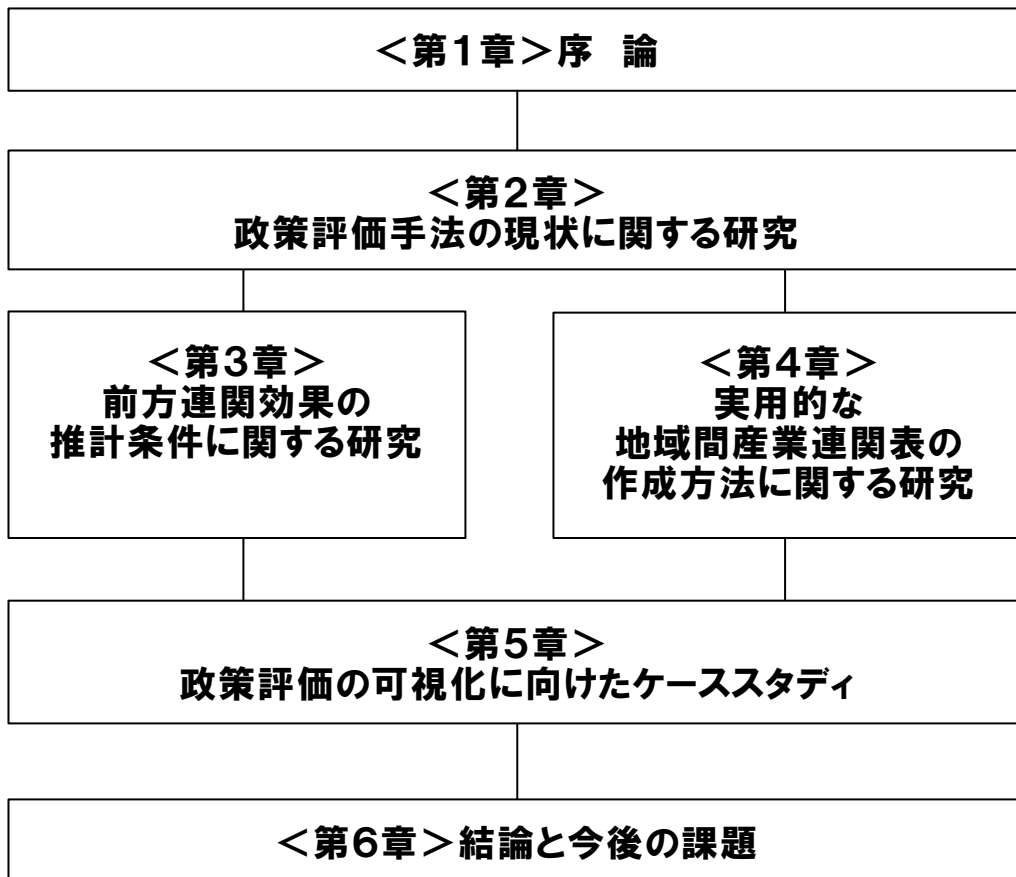 ＜第1章＞序　論
＜第2章＞
政策評価手法の現状に関する研究
＜第3章＞
前方連関効果の
推計条件に関する研究
＜第4章＞
実用的な
地域間産業連関表の
作成方法に関する研究
＜第5章＞
政策評価の可視化に向けたケーススタディ
＜第6章＞結論と今後の課題